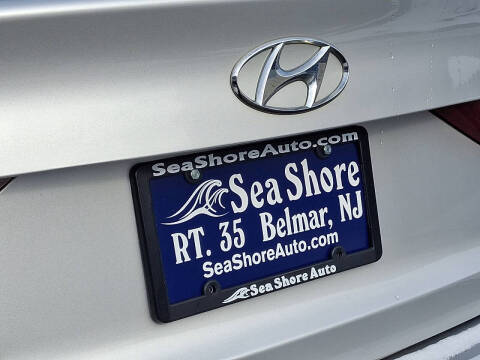 SeaShoreAuto.com
Sea Shore
RT. 35 Belmar, NJ
SeaShoreAuto.com
Sea Shore Auto